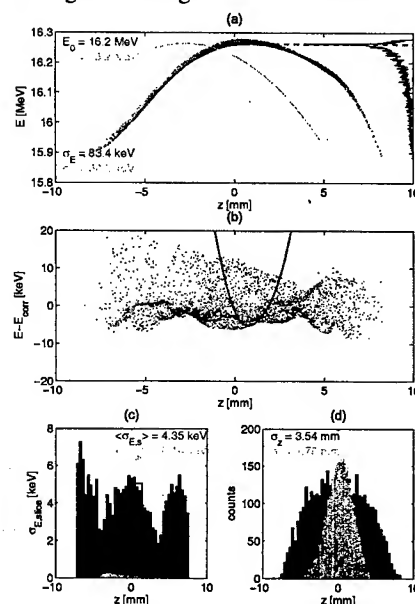 (a)
16.3
E₀ = 16.2 MeV
16.2
16.1
E [MeV]
16
15.9
σ_E = 83.4 keV
15.8
−10 −5 0 5 10
z [mm]
(b)
20
10
0
−10
−20
E−E_corr [keV]
−10 −5 0 5 10
z [mm]
(c)
8
<σ_E,s> = 4.35 keV
6
4
2
0
σ_E,slice [keV]
−10 0 10
z [mm]
(d)
200
σ_z = 3.54 mm
150
100
50
0
counts
−10 0 10
z [mm]